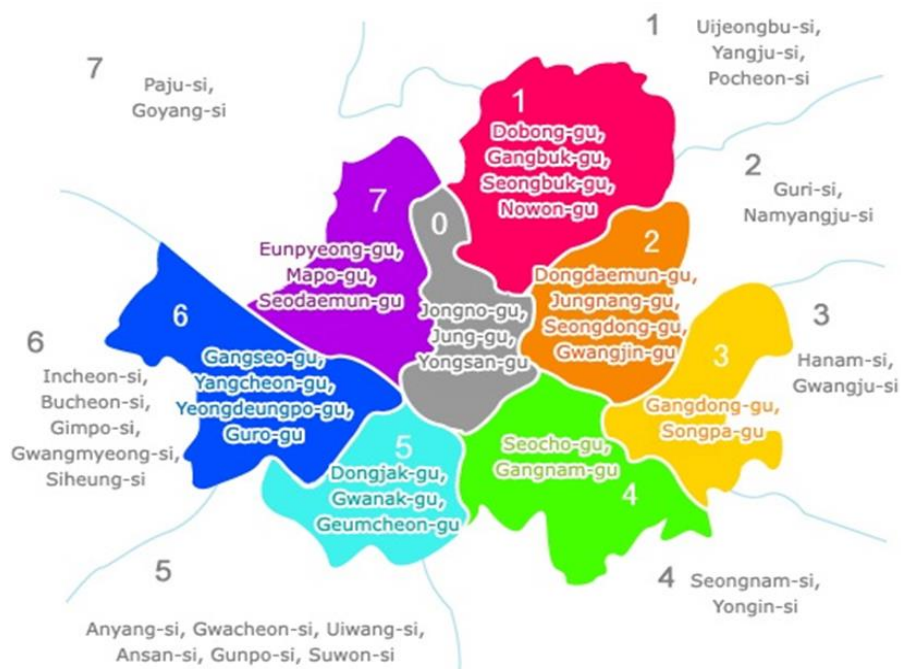 1
Uijeongbu-si,
Yangju-si,
Pocheon-si
7
Paju-si,
Goyang-si
1
Dobong-gu,
Gangbuk-gu,
Seongbuk-gu,
Nowon-gu
2
Guri-si,
Namyangju-si
7
Eunpyeong-gu,
Mapo-gu,
Seodaemun-gu
0
Jongno-gu,
Jung-gu,
Yongsan-gu
2
Dongdaemun-gu,
Jungnang-gu,
Seongdong-gu,
Gwangjin-gu
3
Hanam-si,
Gwangju-si
6
Incheon-si,
Bucheon-si,
Gimpo-si,
Gwangmyeong-si,
Siheung-si
6
Gangseo-gu,
Yangcheon-gu,
Yeongdeungpo-gu,
Guro-gu
3
Gangdong-gu,
Songpa-gu
5
Dongjak-gu,
Gwanak-gu,
Geumcheon-gu
Seocho-gu,
Gangnam-gu
4
5
Anyang-si, Gwacheon-si, Uiwang-si,
Ansan-si, Gunpo-si, Suwon-si
4
Seongnam-si,
Yongin-si